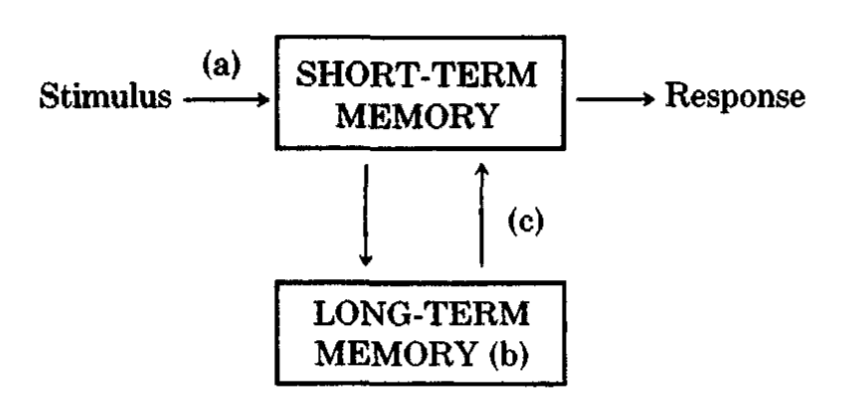 (a)
Stimulus
SHORT-TERM
MEMORY
Response
(c)
LONG-TERM
MEMORY (b)